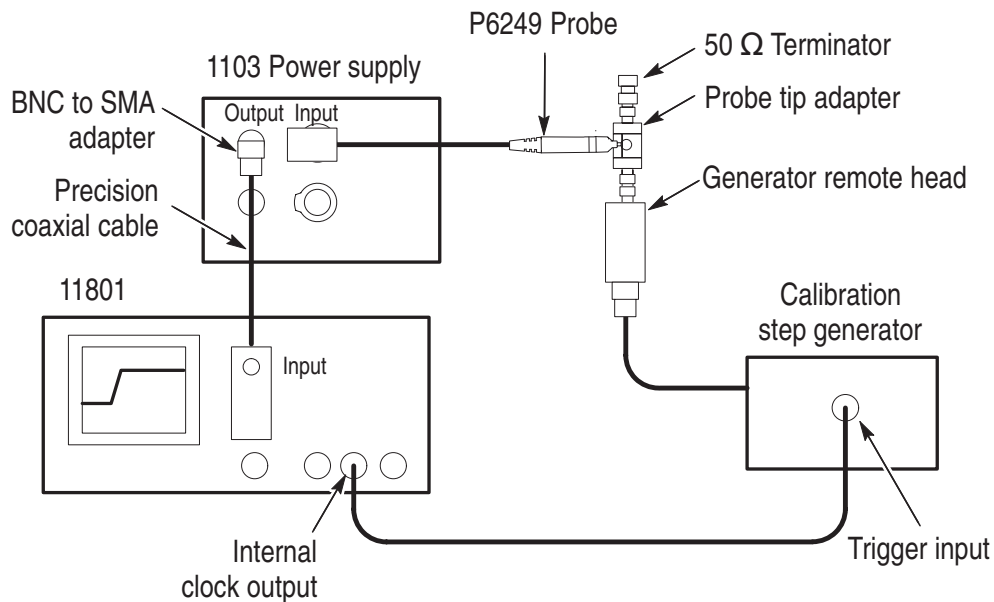 P6249 Probe
50 Ω Terminator
1103 Power supply
Probe tip adapter
BNC to SMA
adapter
Output Input
Precision
coaxial cable
Generator remote head
11801
Calibration
step generator
Input
Internal
clock output
Trigger input